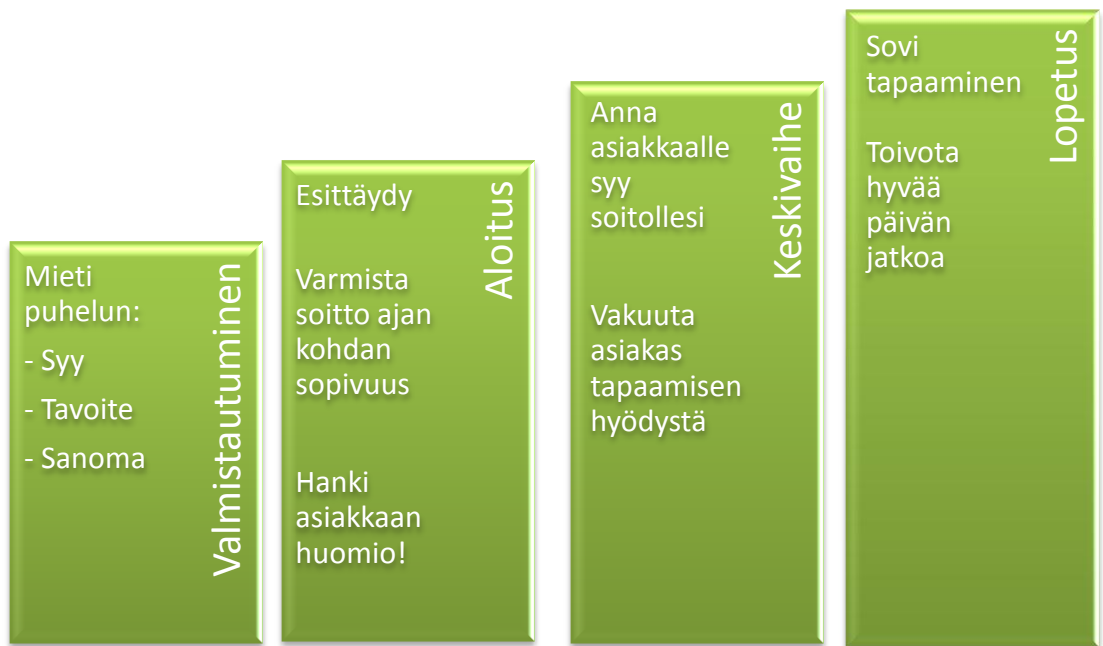 Mieti
puhelun:
- Syy
- Tavoite
- Sanoma
Valmistautuminen
Esittäydy
Varmista
soitto ajan
kohdan
sopivuus
Hanki
asiakkaan
huomio!
Aloitus
Anna
asiakkaalle
syy
soitollesi
Vakuuta
asiakas
tapaamisen
hyödystä
Keskivaihe
Sovi
tapaaminen
Toivota
hyvää
päivän
jatkoa
Lopetus